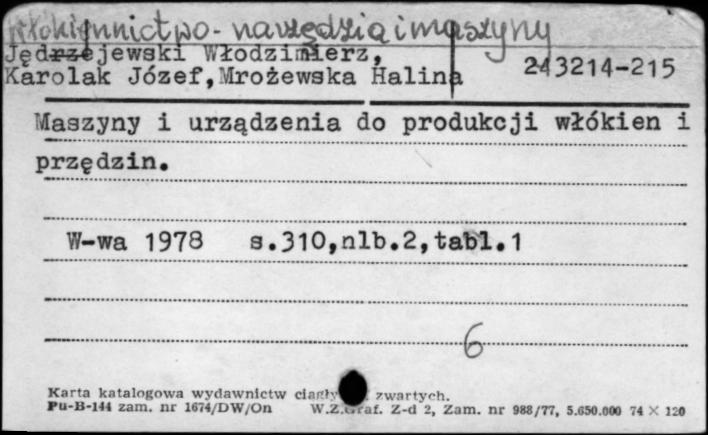 Włókiennictwo - narzędzia i maszyny
Jędrzejewski Włodzimierz,
Karolak Józef, Mrożewska Halina 243214-215
Maszyny i urządzenia do produkcji włókien i
przędzin.
W-wa 1978 s.310,nlb.2,tabl.1
6
Karta katalogowa wydawnictw ciągły zwartych.
Pu-B-144 zam. nr 1674/DW/On W.Z.Graf. Z-d 2, Zam. nr 988/77, 5.650.000 74 × 120